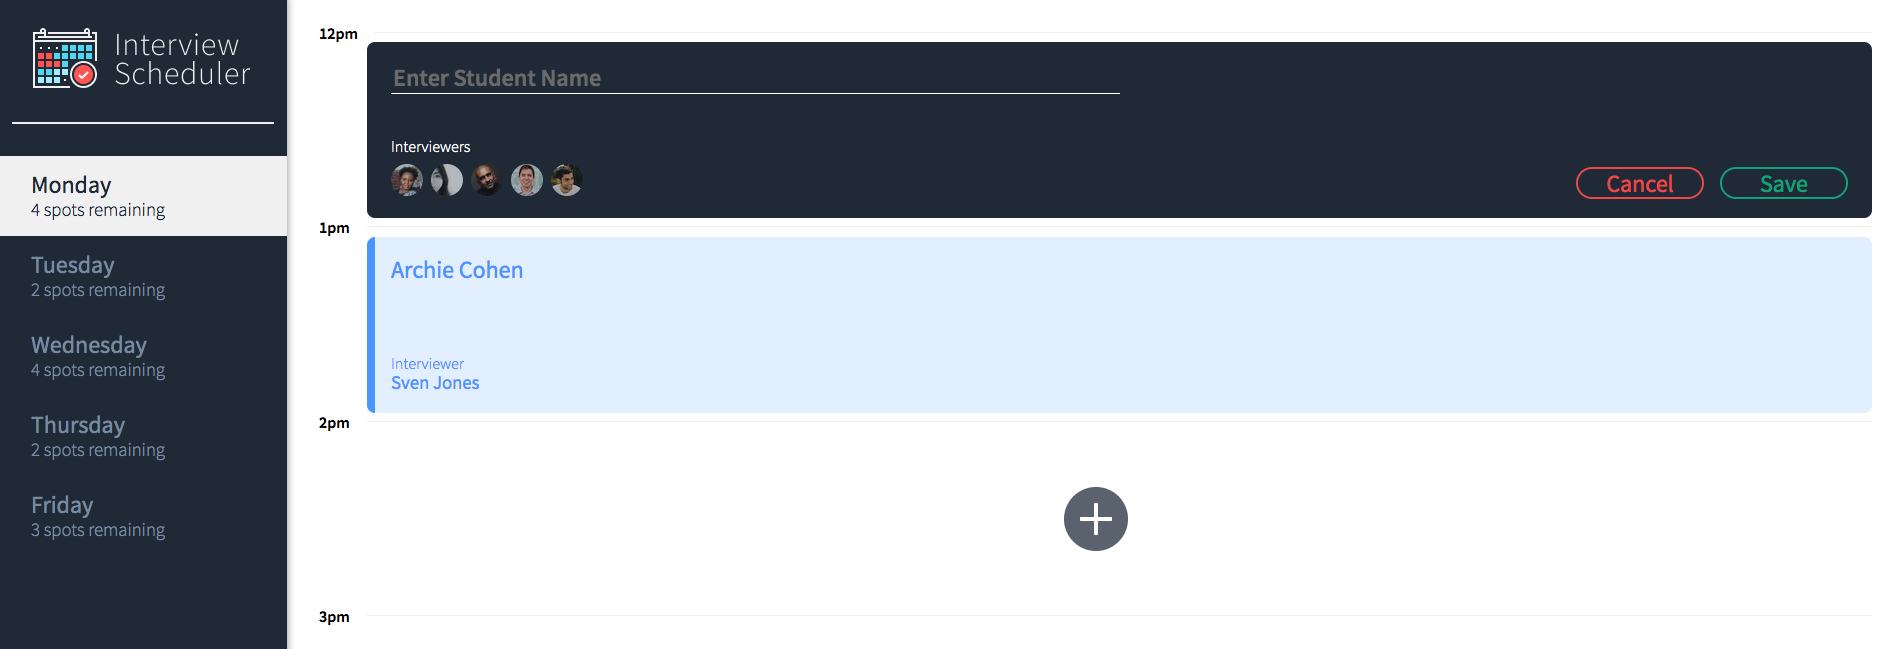 Interview
Scheduler
Monday
4 spots remaining
Tuesday
2 spots remaining
Wednesday
4 spots remaining
Thursday
2 spots remaining
Friday
3 spots remaining
12pm
Enter Student Name
Interviewers
Cancel
Save
1pm
Archie Cohen
Interviewer
Sven Jones
2pm
3pm